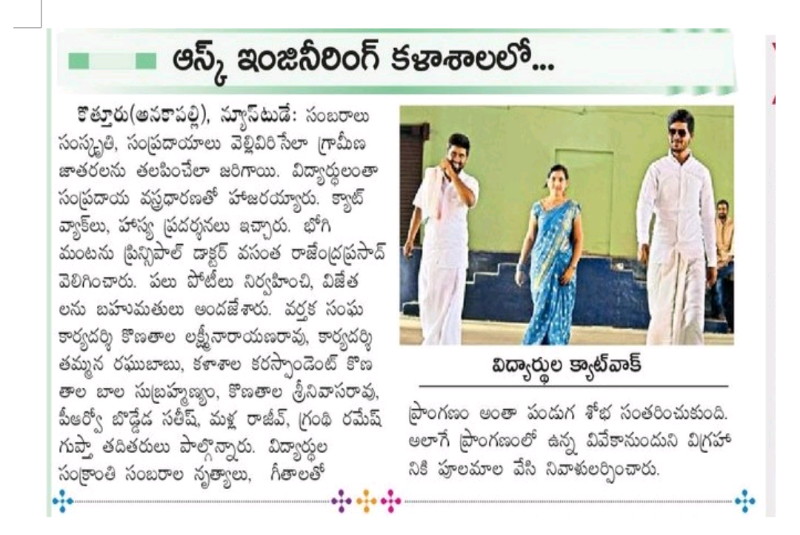 ఆస్క్ ఇంజినీరింగ్ కళాశాలలో...
కొత్తూరు(అనకాపల్లి), న్యూస్‌టుడే: సంబరాలు
సంస్కృతి, సంప్రదాయాలు వెల్లివిరిసేలా గ్రామీణ
జాతరలను తలపించేలా జరిగాయి. విద్యార్థులంతా
సంప్రదాయ వస్త్రధారణతో హాజరయ్యారు. క్యాట్
వ్యాక్‌లు, హాస్య ప్రదర్శనలు ఇచ్చారు. భోగి
మంటను ప్రిన్సిపాల్ డాక్టర్ వసంత రాజేంద్రప్రసాద్
వెలిగించారు. పలు పోటీలు నిర్వహించి, విజేత
లను బహుమతులు అందజేశారు. వర్తక సంఘ
కార్యదర్శి కొణతాల లక్ష్మీనారాయణరావు, కార్యదర్శి
తమ్మన రఘుబాబు, కళాశాల కరస్పాండెంట్ కొణ
తాల బాల సుబ్రహ్మణ్యం, కొణతాల శ్రీనివాసరావు,
పీఆర్వో బొడ్డేడ సతీష్, మళ్ల రాజీవ్, గ్రంథి రమేష్
గుప్తా తదితరులు పాల్గొన్నారు. విద్యార్థుల
సంక్రాంతి సంబరాల నృత్యాలు, గీతాలతో
విద్యార్థుల క్యాట్‌వాక్
ప్రాంగణం అంతా పండుగ శోభ సంతరించుకుంది.
అలాగే ప్రాంగణంలో ఉన్న వివేకానందుని విగ్రహా
నికి పూలమాల వేసి నివాళులర్పించారు.